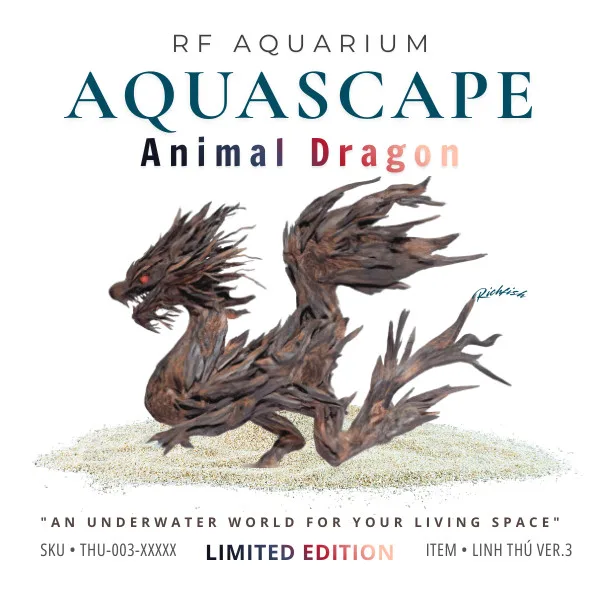 RF AQUARIUM
AQUASCAPE
Animal Dragon
Richfish
"AN UNDERWATER WORLD FOR YOUR LIVING SPACE"
SKU • THU-003-XXXXX
LIMITED EDITION
ITEM • LINH THÚ VER.3